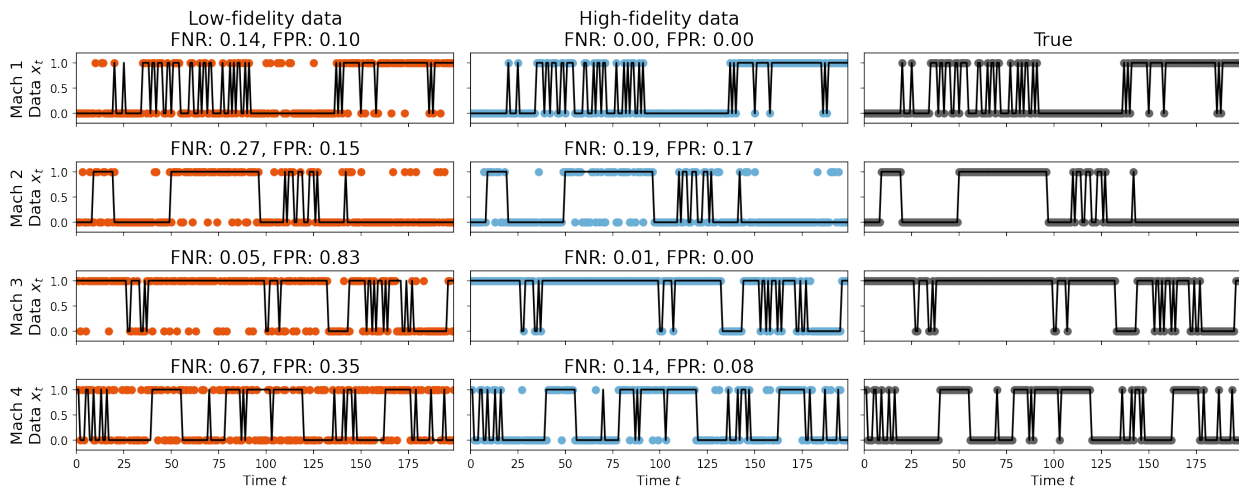 Low-fidelity data
FNR: 0.14, FPR: 0.10
High-fidelity data
FNR: 0.00, FPR: 0.00
True
Mach 1
Data xₜ
1.0
0.5
0.0
FNR: 0.27, FPR: 0.15
FNR: 0.19, FPR: 0.17
Mach 2
Data xₜ
1.0
0.5
0.0
FNR: 0.05, FPR: 0.83
FNR: 0.01, FPR: 0.00
Mach 3
Data xₜ
1.0
0.5
0.0
FNR: 0.67, FPR: 0.35
FNR: 0.14, FPR: 0.08
Mach 4
Data xₜ
1.0
0.5
0.0
0 25 50 75 100 125 150 175
0 25 50 75 100 125 150 175
0 25 50 75 100 125 150 175
Time t
Time t
Time t